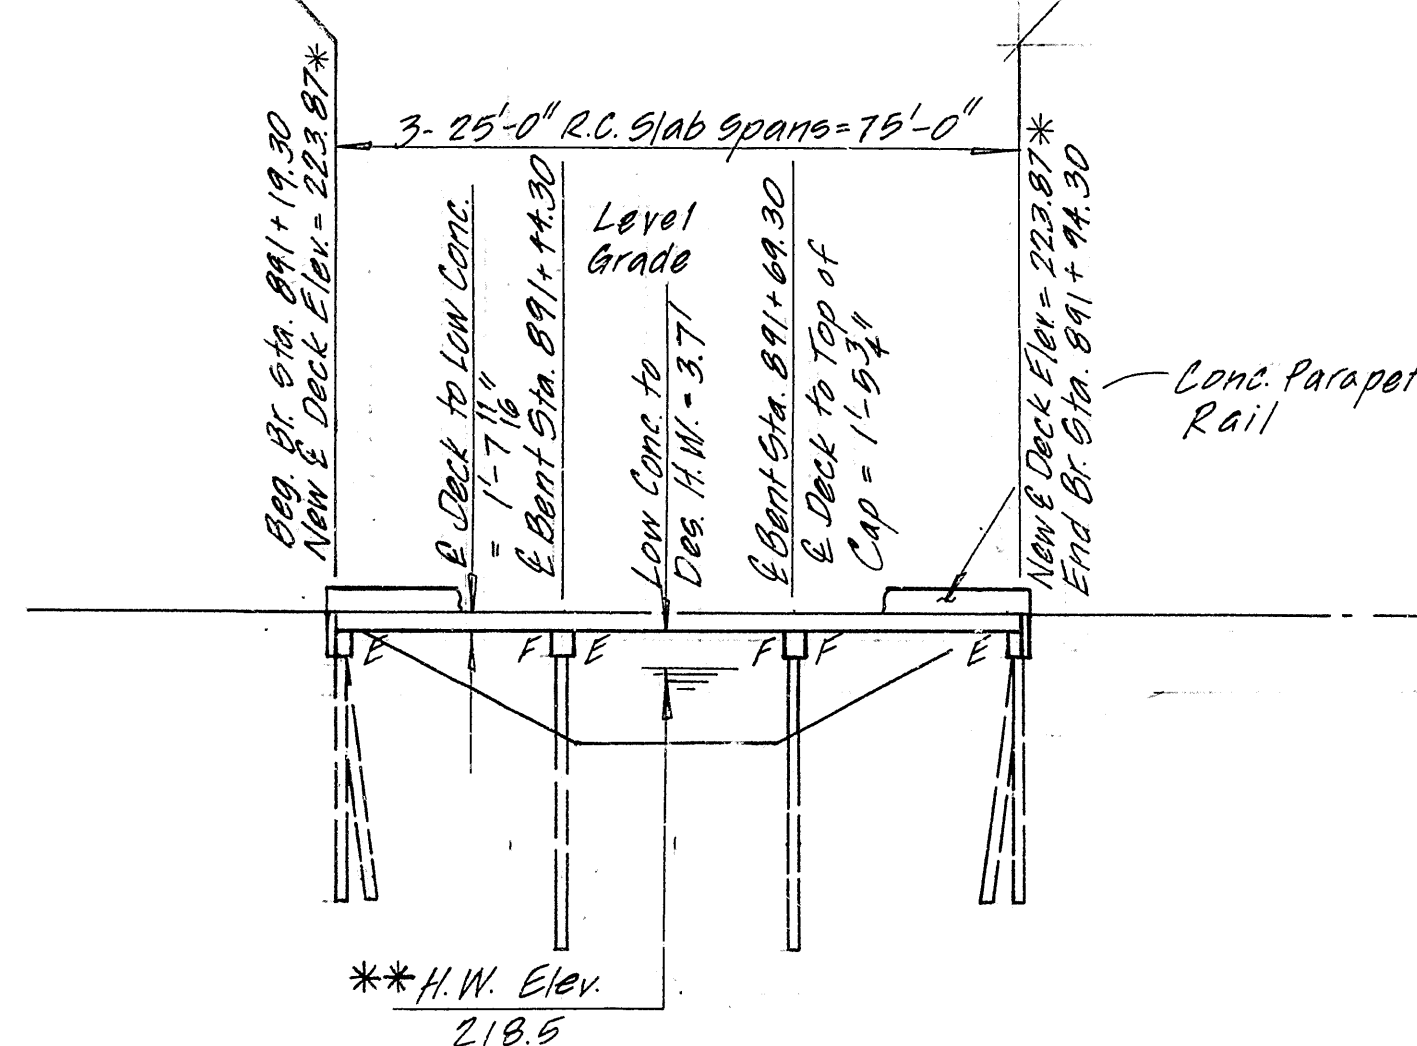 3- 25'-0" R.C. Slab Spans=75'-0"
Beg. Br. Sta. 891+19.30
New ℄ Deck Elev. = 223.87*
℄ Deck to Low Conc.
= 1'-7 11/16"
℄ Bent Sta. 891+44.30
Level
Grade
Low Conc. to
Des. H.W. = 3.71
℄ Bent Sta. 891+69.30
℄ Deck to Top of
Cap = 1'-5 3/4"
New ℄ Deck Elev. = 223.87*
End Br. Sta. 891+94.30
Conc. Parapet
Rail
E F E F F E
** H.W. Elev.
218.5